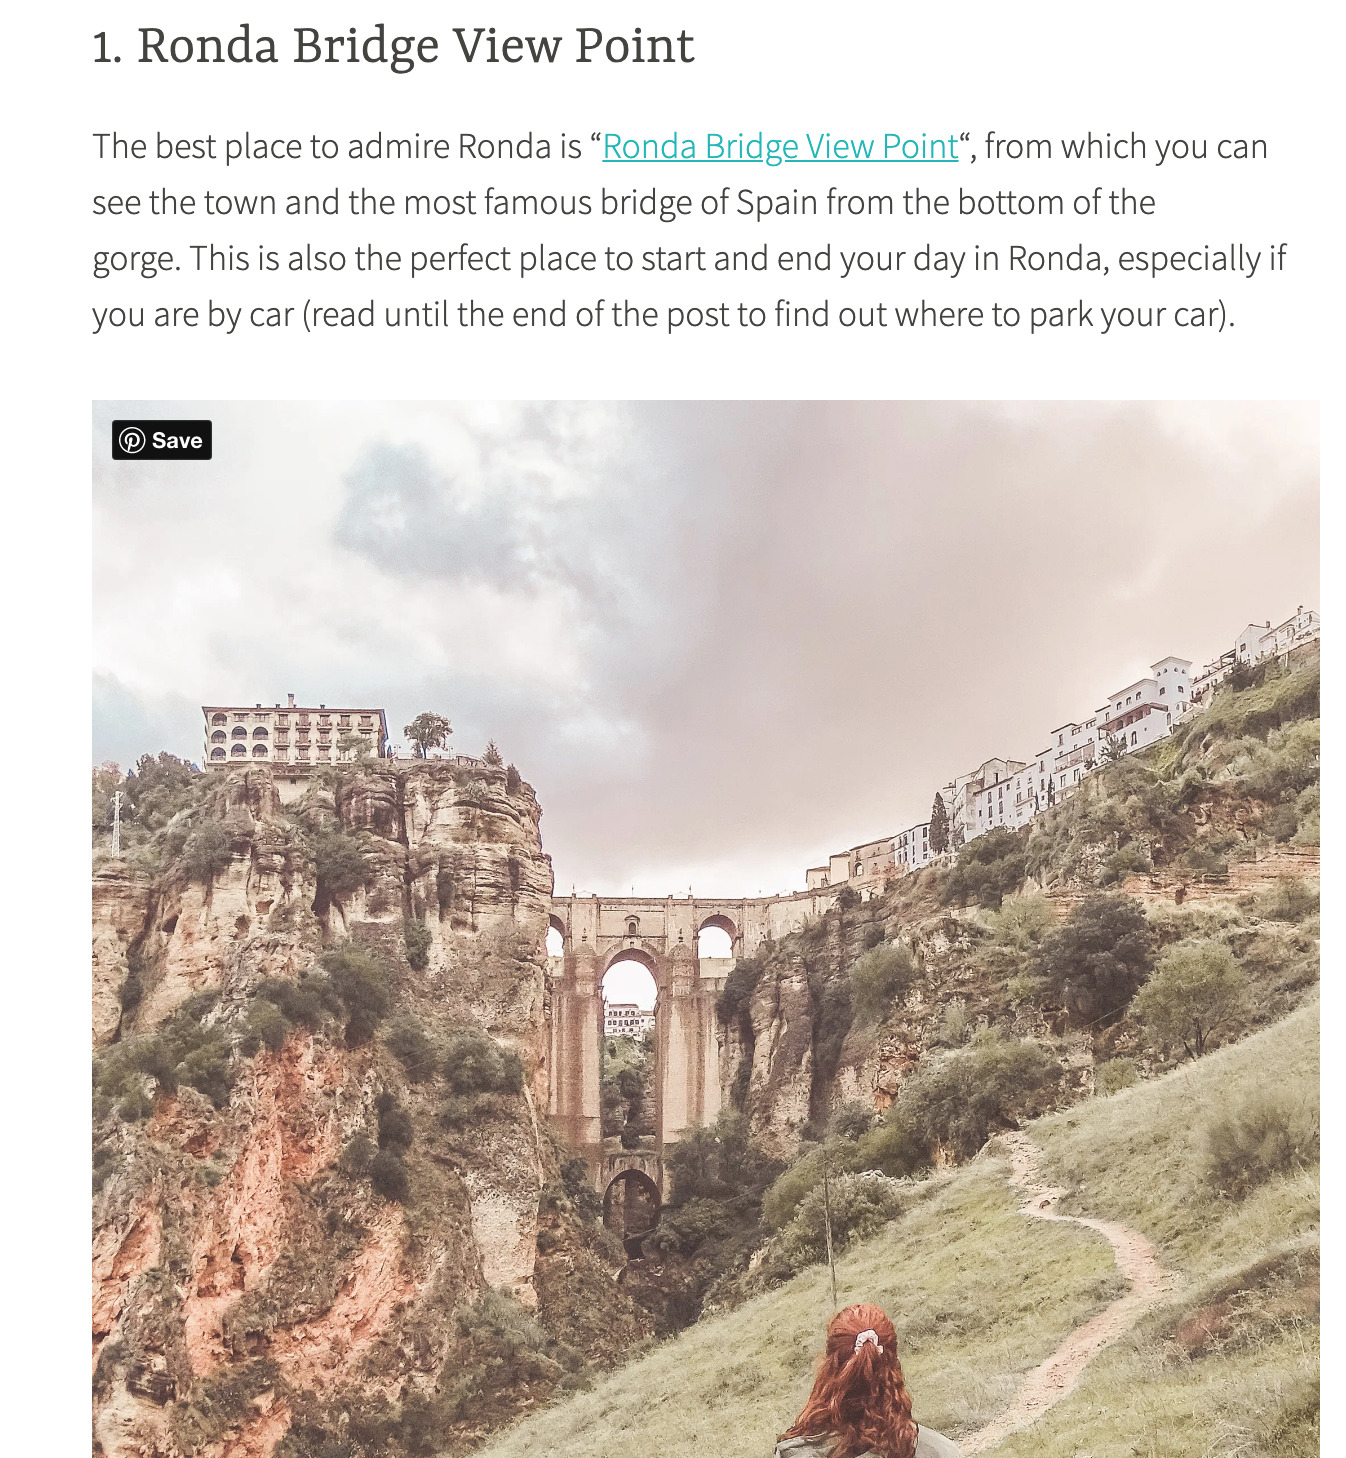 1. Ronda Bridge View Point
The best place to admire Ronda is “Ronda Bridge View Point“, from which you can
see the town and the most famous bridge of Spain from the bottom of the
gorge. This is also the perfect place to start and end your day in Ronda, especially if
you are by car (read until the end of the post to find out where to park your car).
Save